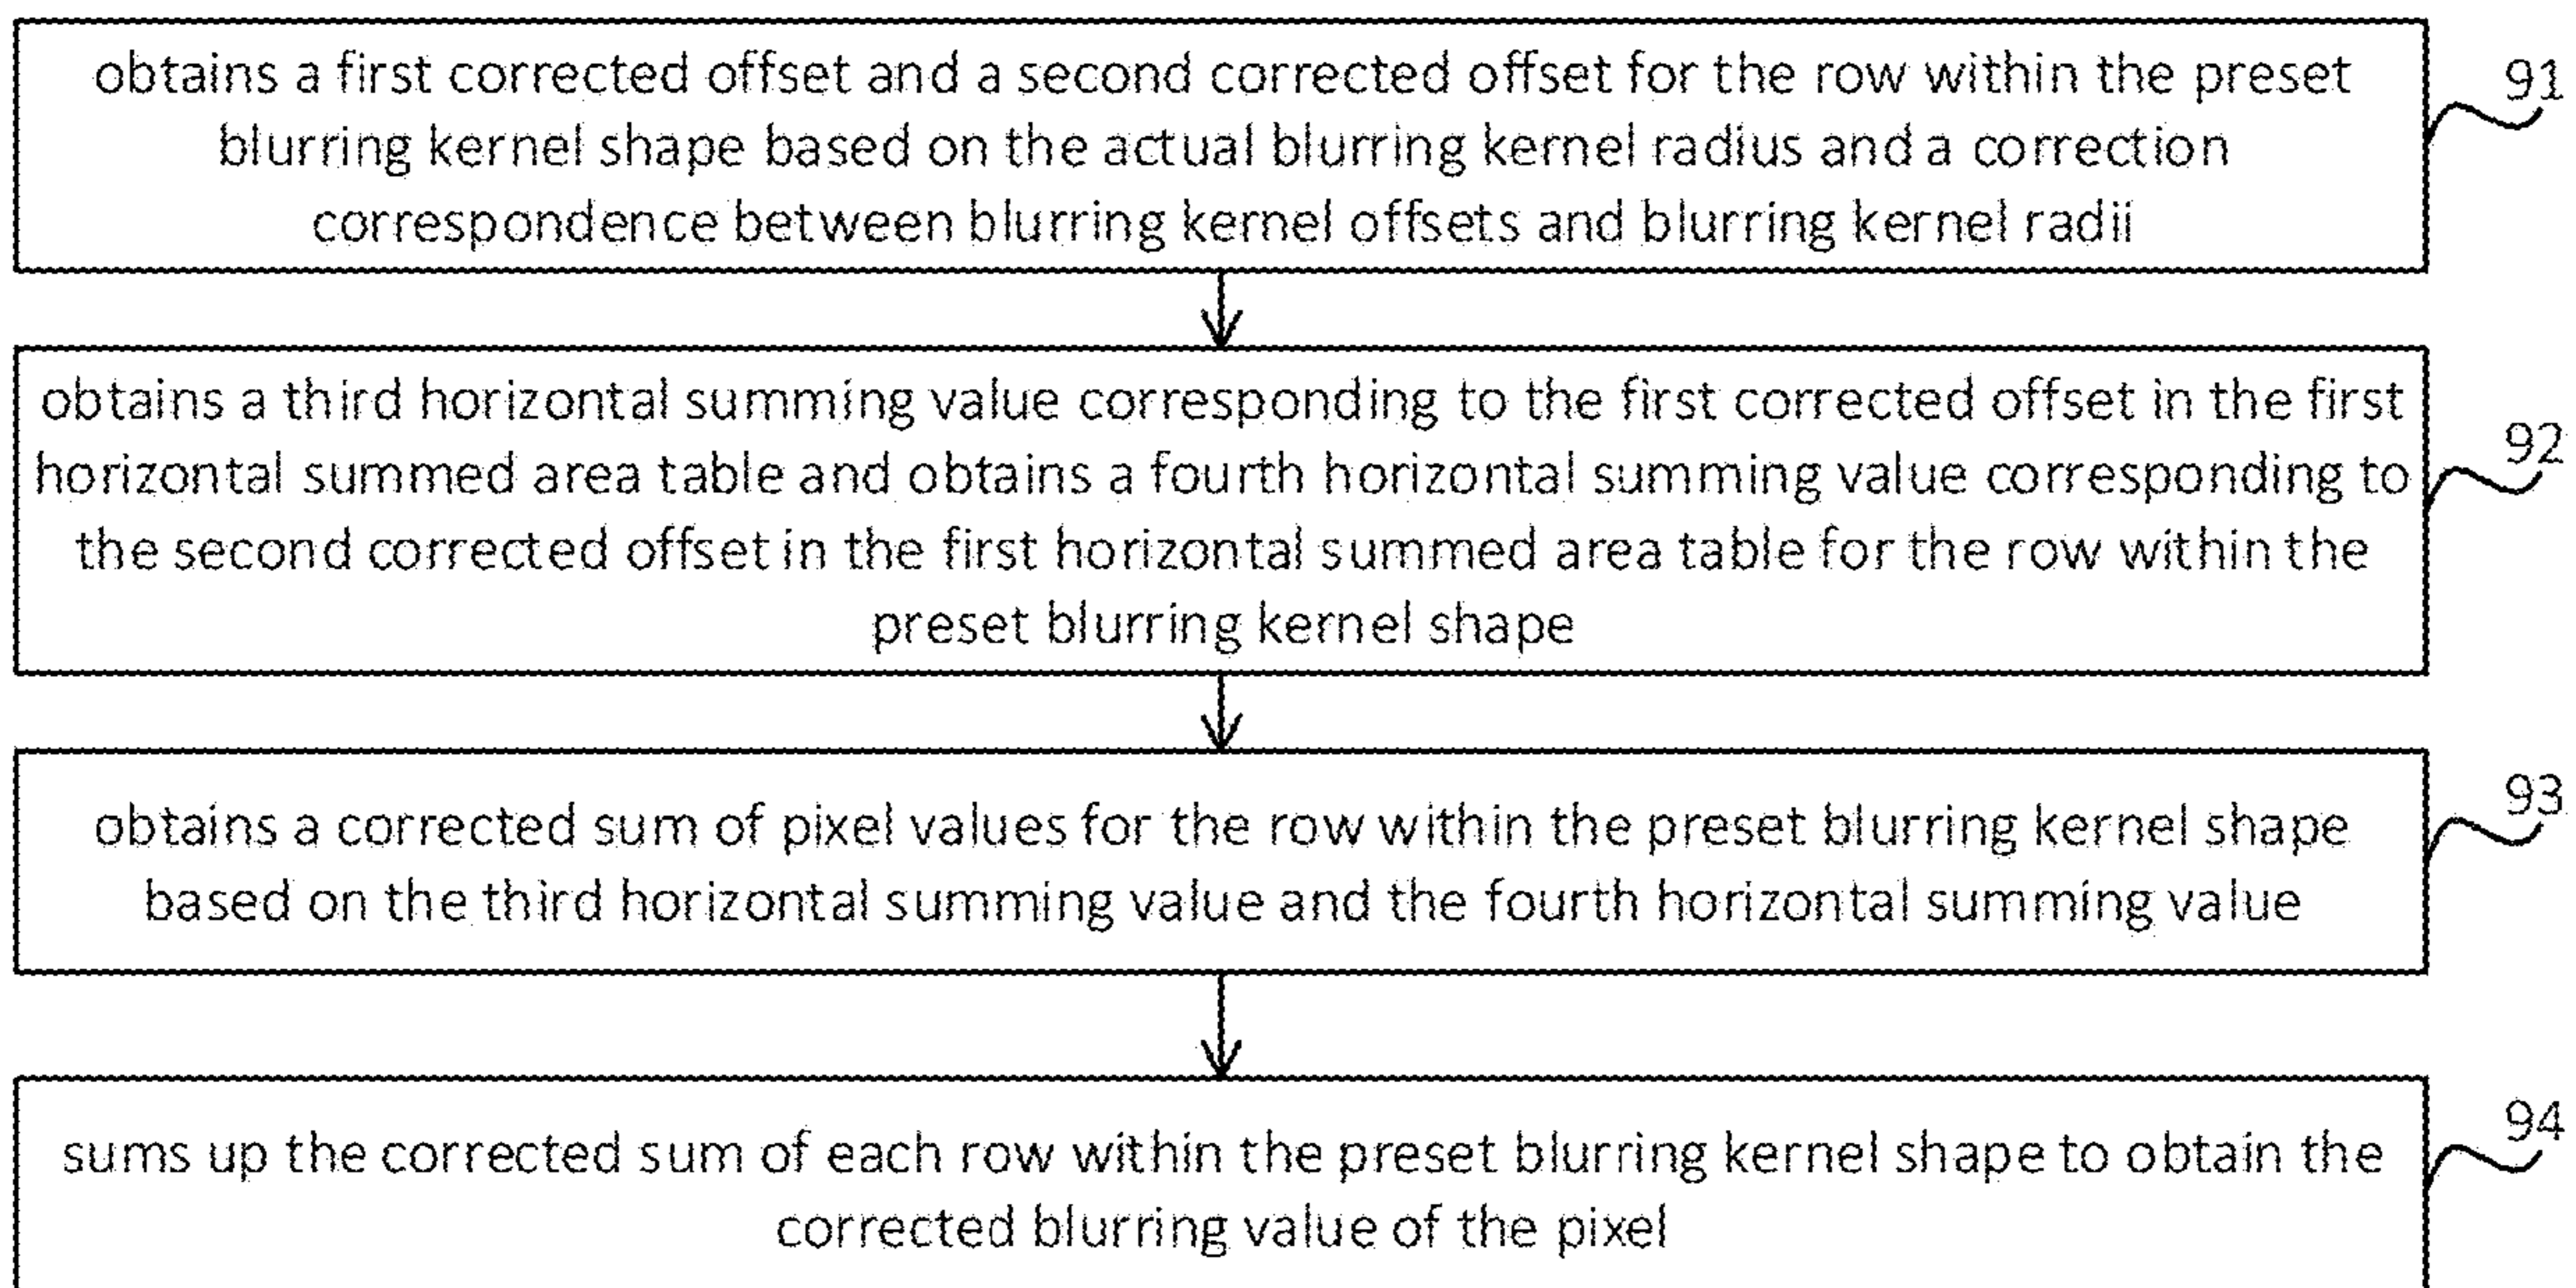 obtains a first corrected offset and a second corrected offset for the row within the preset
blurring kernel shape based on the actual blurring kernel radius and a correction
correspondence between blurring kernel offsets and blurring kernel radii
91
obtains a third horizontal summing value corresponding to the first corrected offset in the first
horizontal summed area table and obtains a fourth horizontal summing value corresponding to
the second corrected offset in the first horizontal summed area table for the row within the
preset blurring kernel shape
92
obtains a corrected sum of pixel values for the row within the preset blurring kernel shape
based on the third horizontal summing value and the fourth horizontal summing value
93
sums up the corrected sum of each row within the preset blurring kernel shape to obtain the
corrected blurring value of the pixel
94